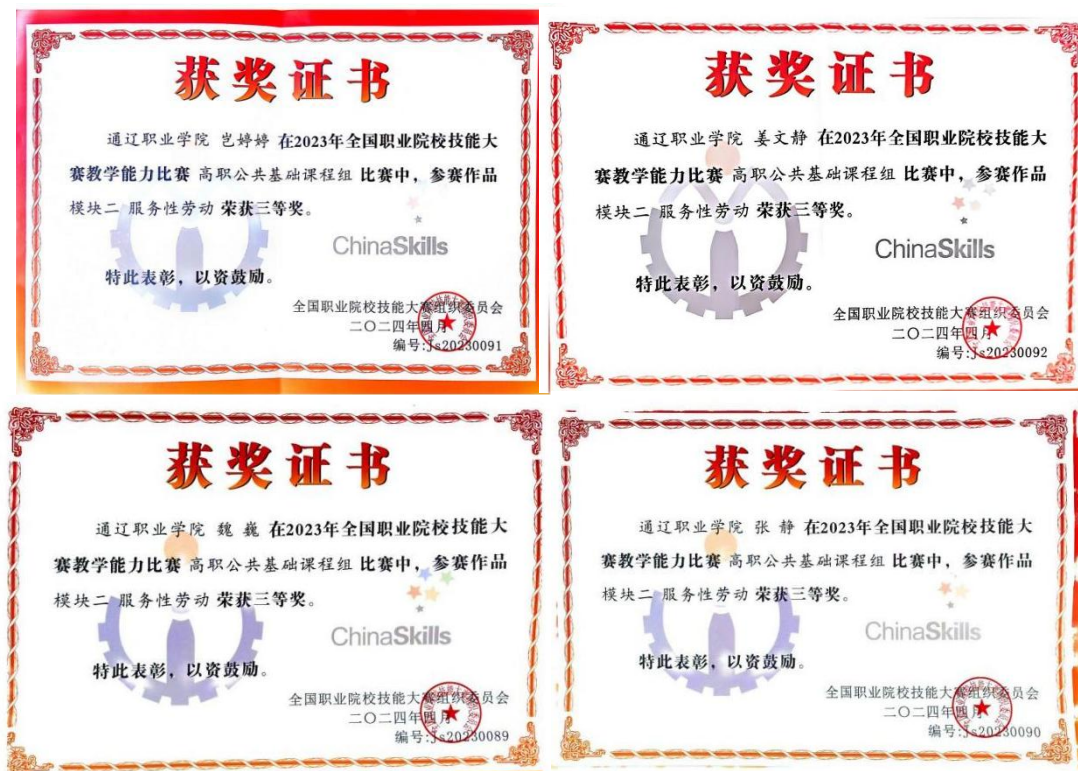 获奖证书
通辽职业学院 岂婷婷 在2023年全国职业院校技能大
赛教学能力比赛 高职公共基础课程组 比赛中，参赛作品
模块二 服务性劳动 荣获三等奖。
ChinaSkills
特此表彰，以资鼓励。
全国职业院校技能大赛组织委员会
二〇二四年四月
编号:js20230091
获奖证书
通辽职业学院 姜文静 在2023年全国职业院校技能大
赛教学能力比赛 高职公共基础课程组 比赛中，参赛作品
模块二 服务性劳动 荣获三等奖。
ChinaSkills
特此表彰，以资鼓励。
全国职业院校技能大赛组织委员会
二〇二四年四月
编号:js20230092
获奖证书
通辽职业学院 魏 巍 在2023年全国职业院校技能大
赛教学能力比赛 高职公共基础课程组 比赛中，参赛作品
模块二 服务性劳动 荣获三等奖。
ChinaSkills
特此表彰，以资鼓励。
全国职业院校技能大赛组织委员会
二〇二四年四月
编号:js20230089
获奖证书
通辽职业学院 张 静 在2023年全国职业院校技能大
赛教学能力比赛 高职公共基础课程组 比赛中，参赛作品
模块二 服务性劳动 荣获三等奖。
ChinaSkills
特此表彰，以资鼓励。
全国职业院校技能大赛组织委员会
二〇二四年四月
编号:js20230090